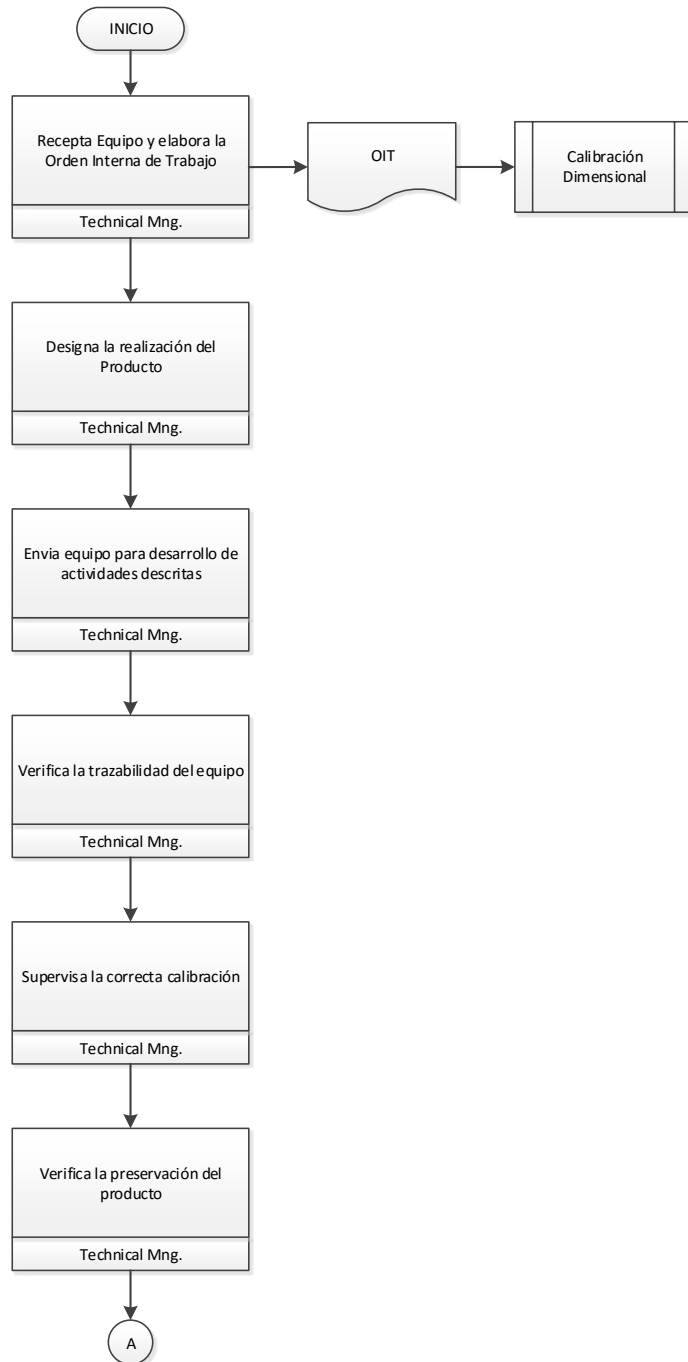 INICIO
Recepta Equipo y elabora la
Orden Interna de Trabajo
Technical Mng.
OIT
Calibración
Dimensional
Designa la realización del
Producto
Technical Mng.
Envia equipo para desarrollo de
actividades descritas
Technical Mng.
Verifica la trazabilidad del equipo
Technical Mng.
Supervisa la correcta calibración
Technical Mng.
Verifica la preservación del
producto
Technical Mng.
A